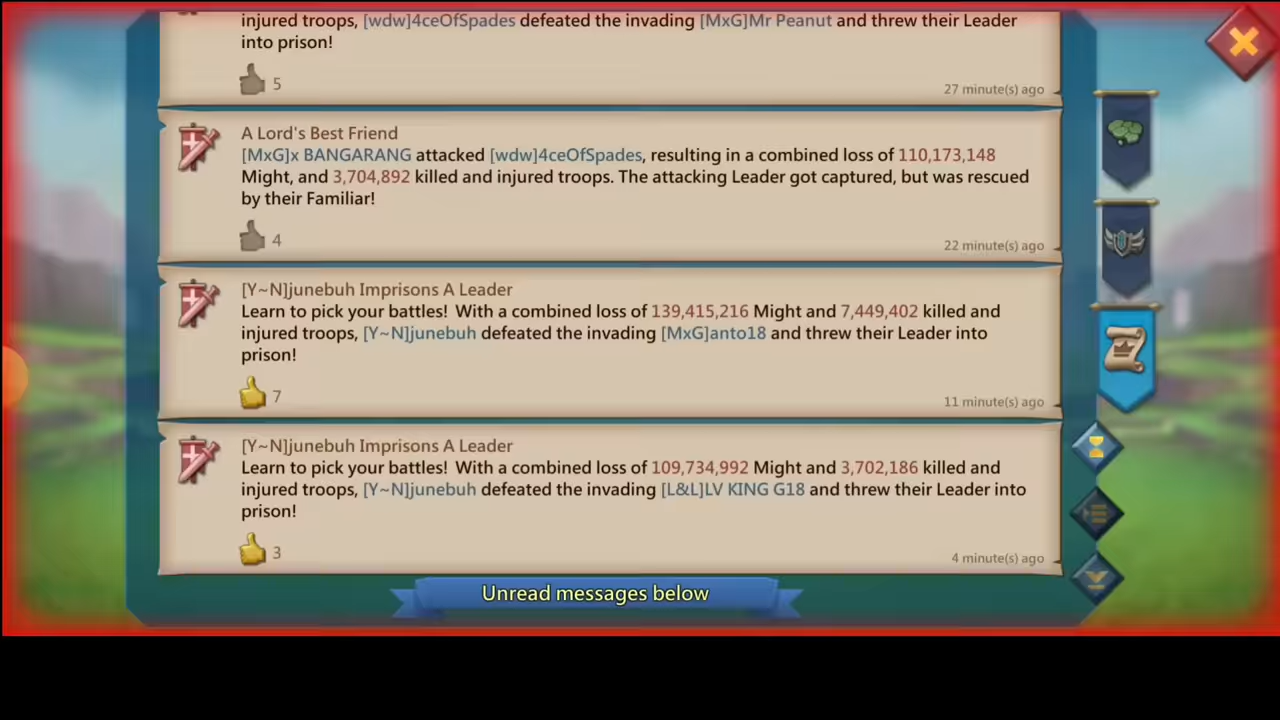 injured troops, [wdw]4ceOfSpades defeated the invading [MxG]Mr Peanut and threw their Leader
into prison!
5
27 minute(s) ago
A Lord's Best Friend
[MxG]x BANGARANG attacked [wdw]4ceOfSpades, resulting in a combined loss of 110,173,148
Might, and 3,704,892 killed and injured troops. The attacking Leader got captured, but was rescued
by their Familiar!
4
22 minute(s) ago
[Y~N]junebuh Imprisons A Leader
Learn to pick your battles! With a combined loss of 139,415,216 Might and 7,449,402 killed and
injured troops, [Y~N]junebuh defeated the invading [MxG]anto18 and threw their Leader into
prison!
7
11 minute(s) ago
[Y~N]junebuh Imprisons A Leader
Learn to pick your battles! With a combined loss of 109,734,992 Might and 3,702,186 killed and
injured troops, [Y~N]junebuh defeated the invading [L&L]LV KING G18 and threw their Leader into
prison!
3
4 minute(s) ago
Unread messages below